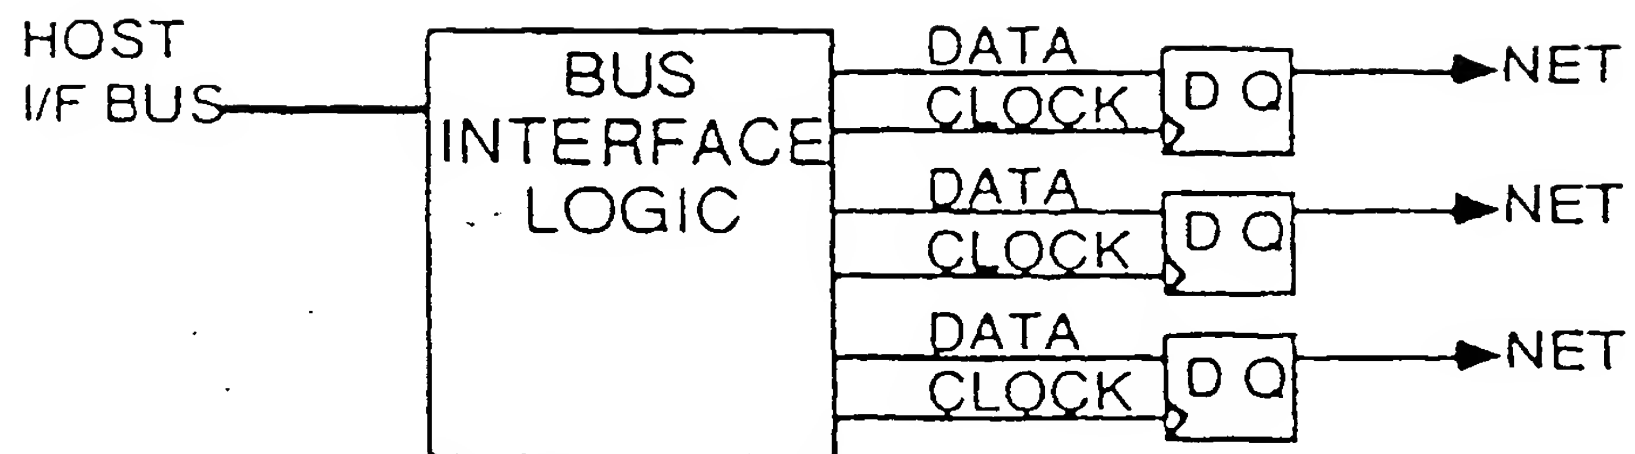 HOST
I/F BUS
BUS
INTERFACE
LOGIC
DATA
CLOCK
D Q
NET
DATA
CLOCK
D Q
NET
DATA
CLOCK
D Q
NET